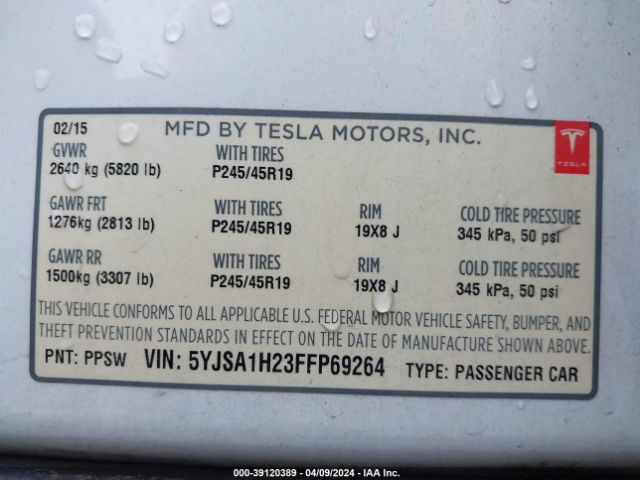 02/15 MFD BY TESLA MOTORS, INC.
TESLA
GVWR WITH TIRES
2640 kg (5820 lb) P245/45R19
GAWR FRT WITH TIRES RIM COLD TIRE PRESSURE
1276kg (2813 lb) P245/45R19 19X8 J 345 kPa, 50 psi
GAWR RR WITH TIRES RIM COLD TIRE PRESSURE
1500kg (3307 lb) P245/45R19 19X8 J 345 kPa, 50 psi
THIS VEHICLE CONFORMS TO ALL APPLICABLE U.S. FEDERAL MOTOR VEHICLE SAFETY, BUMPER, AND
THEFT PREVENTION STANDARDS IN EFFECT ON THE DATE OF MANUFACTURE SHOWN ABOVE.
PNT: PPSW VIN: 5YJSA1H23FFP69264 TYPE: PASSENGER CAR
000-39120389 - 04/09/2024 - IAA Inc.